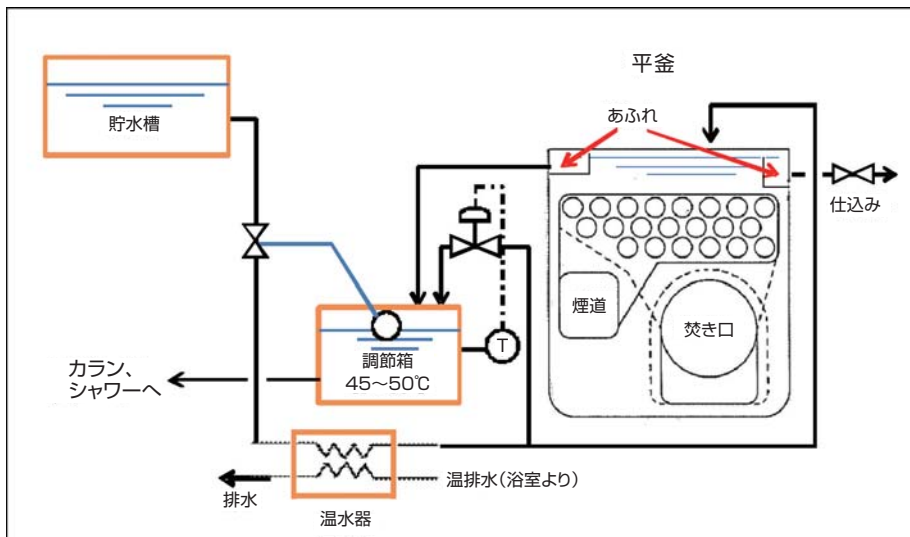 平釜
貯水槽
あふれ
仕込み
煙道
焚き口
T
調節箱
45～50℃
カラン、
シャワーへ
温排水（浴室より）
排水
温水器